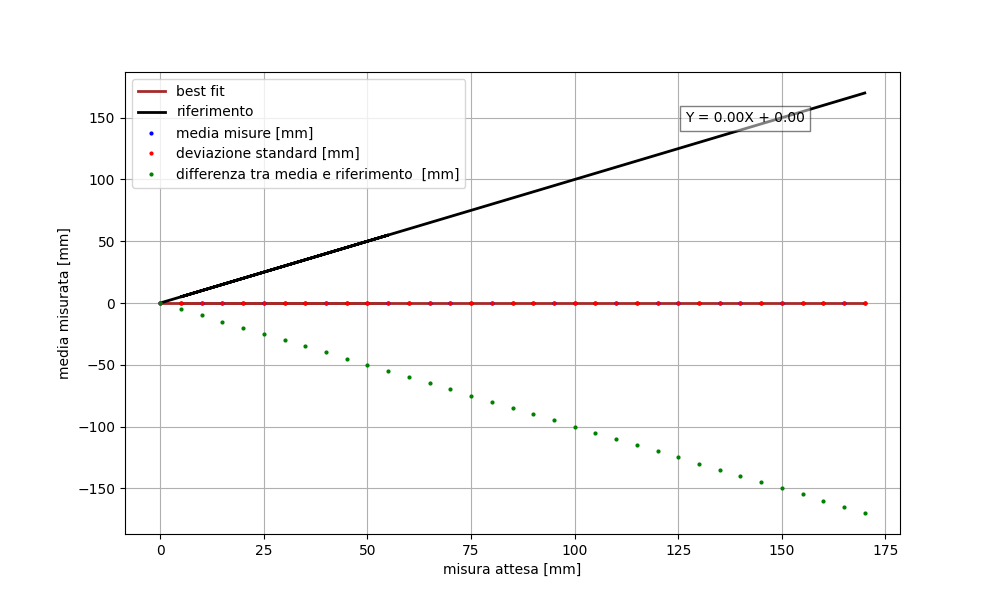 best fit
riferimento
media misure [mm]
deviazione standard [mm]
differenza tra media e riferimento  [mm]
Y = 0.00X + 0.00
media misurata [mm]
150
100
50
0
−50
−100
−150
0 25 50 75 100 125 150 175
misura attesa [mm]